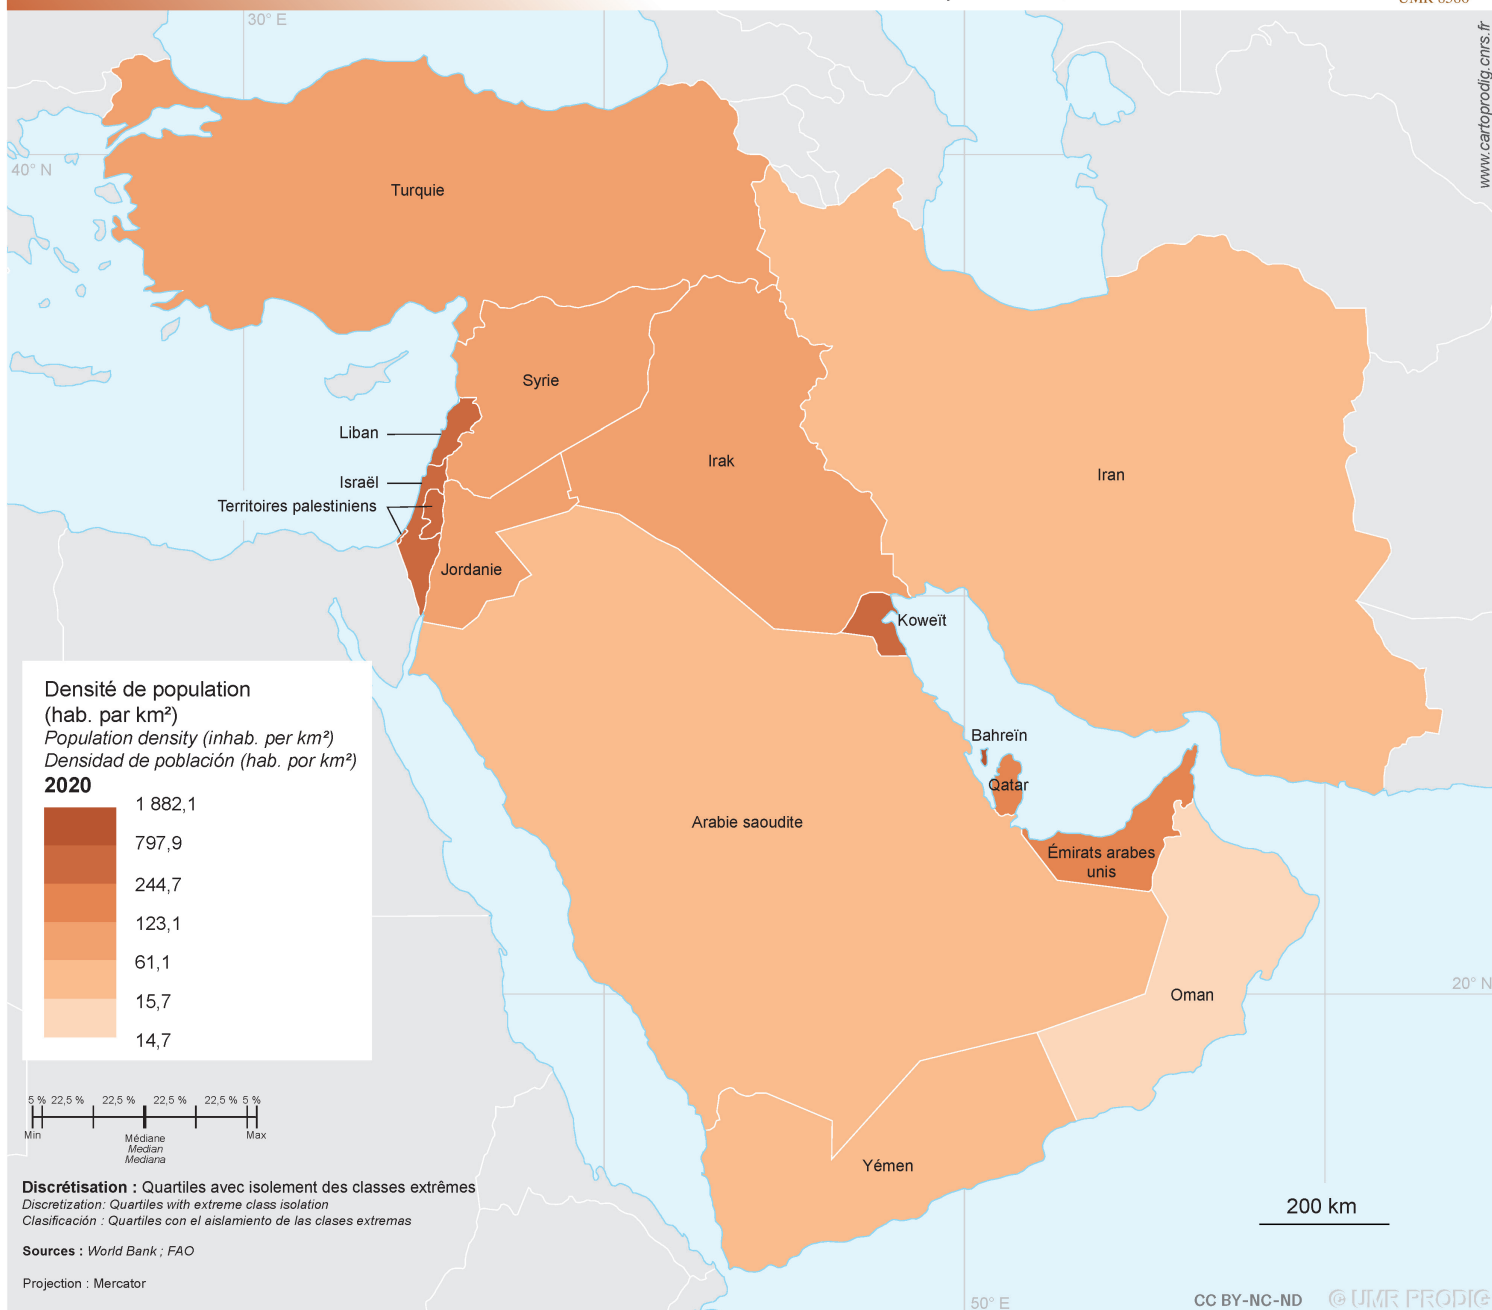 30° E
www.cartoprodig.cnrs.fr
40° N
Turquie
Syrie
Liban
Irak
Iran
Israël
Territoires palestiniens
Jordanie
Koweït
Densité de population
(hab. par km²)
Population density (inhab. per km²)
Densidad de población (hab. por km²)
2020
1 882,1
797,9
244,7
123,1
61,1
15,7
14,7
Bahreïn
Qatar
Arabie saoudite
Émirats arabes
unis
Oman
20° N
Yémen
5 % 22,5 % 22,5 % 22,5 % 22,5 % 5 %
Min
Max
Médiane
Median
Mediana
Discrétisation : Quartiles avec isolement des classes extrêmes
Discretization: Quartiles with extreme class isolation
Clasificación : Quartiles con el aislamiento de las clases extremas
200 km
Sources : World Bank ; FAO
Projection : Mercator
50° E
CC BY-NC-ND
© UMR PRODIG